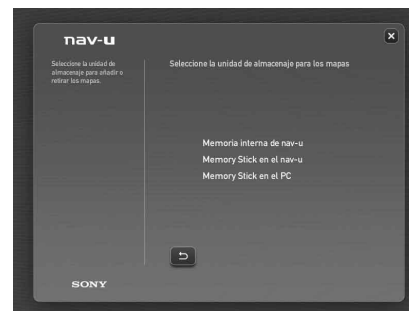 nav-u
Seleccione la unidad de
almacenaje para añadir o
retirar los mapas.
Seleccione la unidad de almacenaje para los mapas
Memoria interna de nav-u
Memory Stick en el nav-u
Memory Stick en el PC
SONY